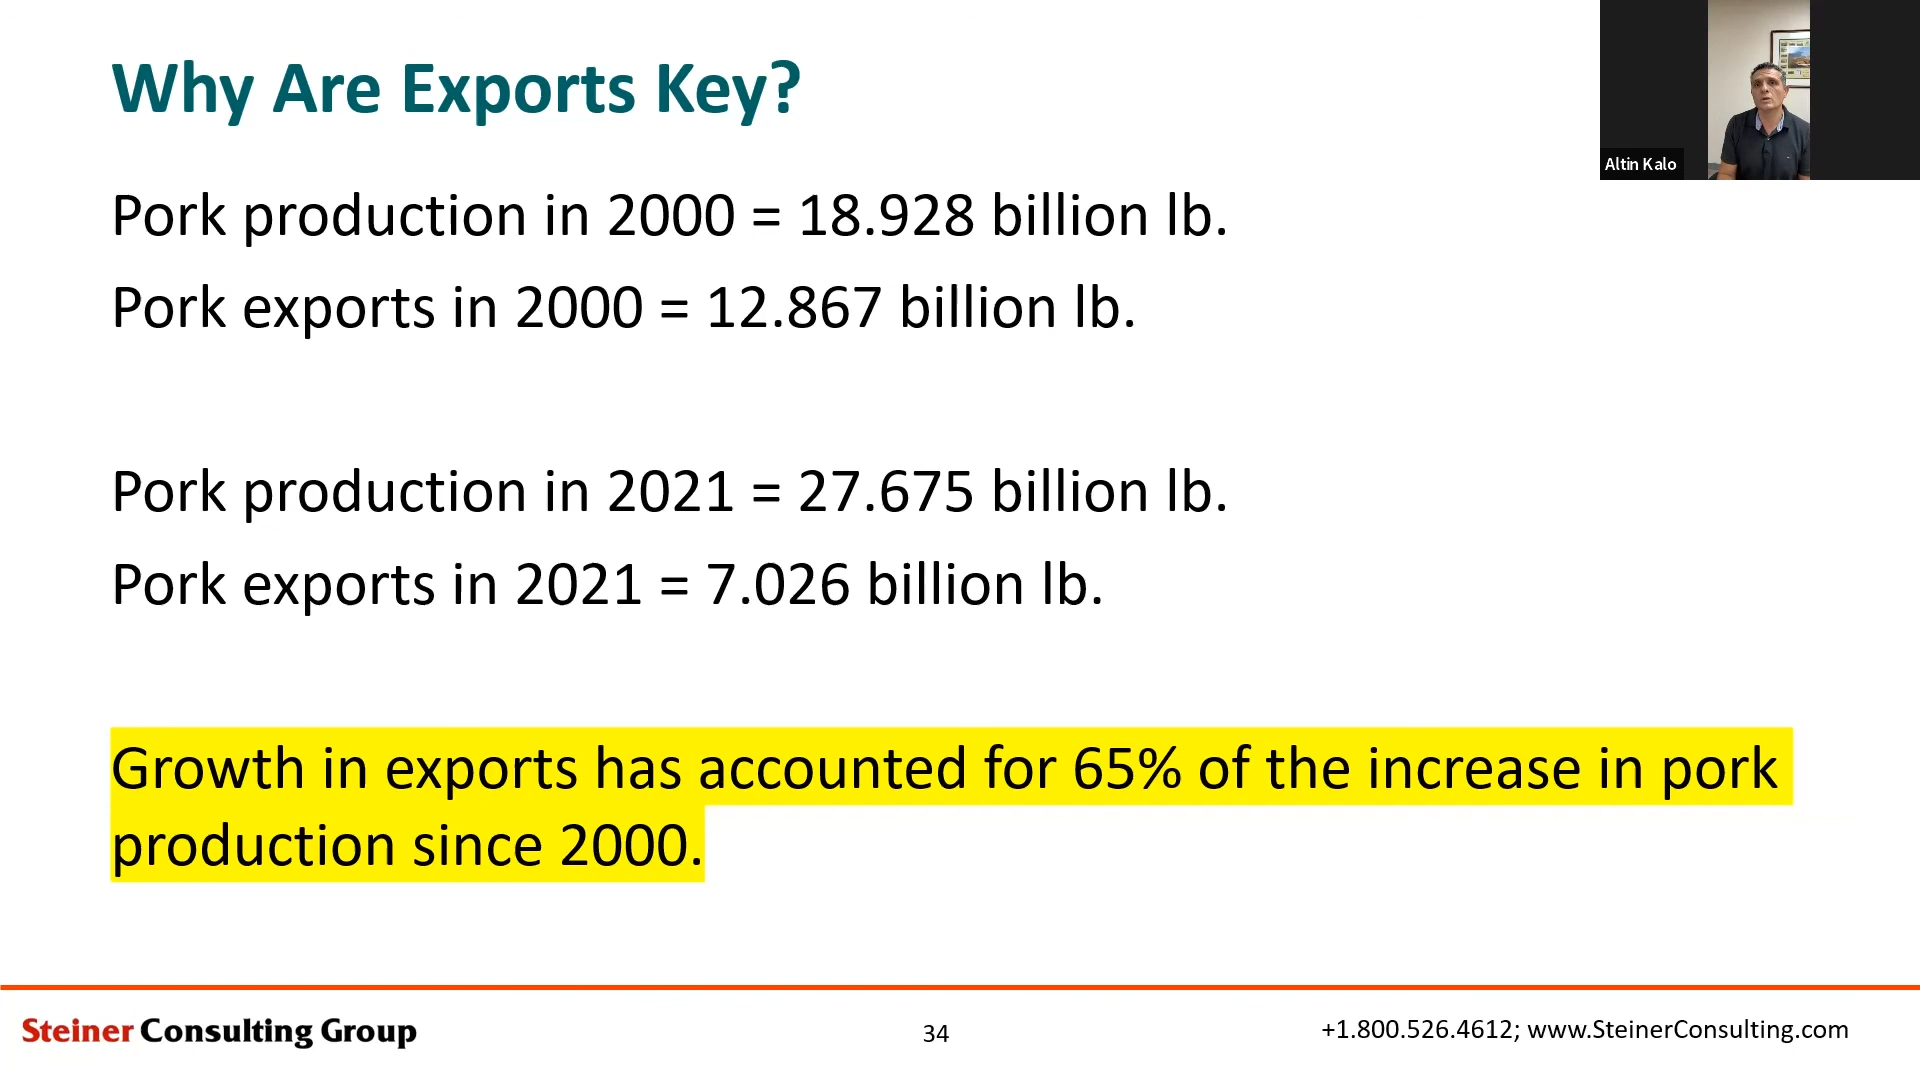 Why Are Exports Key?
Altin Kalo
Pork production in 2000 = 18.928 billion lb.
Pork exports in 2000 = 12.867 billion lb.
Pork production in 2021 = 27.675 billion lb.
Pork exports in 2021 = 7.026 billion lb.
Growth in exports has accounted for 65% of the increase in pork
production since 2000.
Steiner Consulting Group
34
+1.800.526.4612; www.SteinerConsulting.com